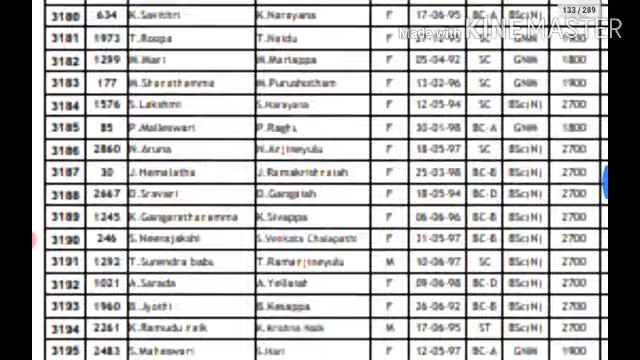 133 / 289
Made with KINEMASTER
3180 634 K.Savithri K.Narayana F 17-06-95 BC- BSc(N) 2700
3181 1973 T.Roopa T.Naidu F SC GNM 1900
3182 1299 M.Mari M.Mariappa F 05-04-92 SC GNM 1800
3183 177 M.Sharathamma M.Purushotham F 13-02-96 SC GNM 1900
3184 1576 S.Lakshmi S.Narayana F 12-05-94 SC BSc(N) 2700
3185 85 P.Malleswari P.Raghu F 30-01-98 BC-A GNM 1800
3186 2860 N.Aruna N.Anjineyulu F 18-05-97 SC BSc(N) 2700
3187 30 J.Hemalatha J.Ramakrishnaiah F 25-03-98 BC-B BSc(N) 2700
3188 2667 D.Sravani D.Gangaiah F 18-05-94 BC-D BSc(N) 2700
3189 1245 K.Gangaratharamma K.Sivappa F 06-06-96 BC-B BSc(N) 2700
3190 246 S.Neerajakshi S.Venkata Chalapathi F 31-05-97 BC-B BSc(N) 2700
3191 1292 T.Surendra babu T.Ramanjineyulu M 10-06-97 SC BSc(N) 2700
3192 1021 A.Sarada A.Yellaiah F 09-06-98 BC-D BSc(N) 2700
3193 1960 B.Jyothi B.Kesappa F 26-06-92 BC-B BSc(N) 2700
3194 2261 K.Ramudu naik K.Krishna Naik M 17-06-95 ST BSc(N) 2700
3195 2483 S.Maheswari S.Hari F 12-05-97 BC-A GNM 1900